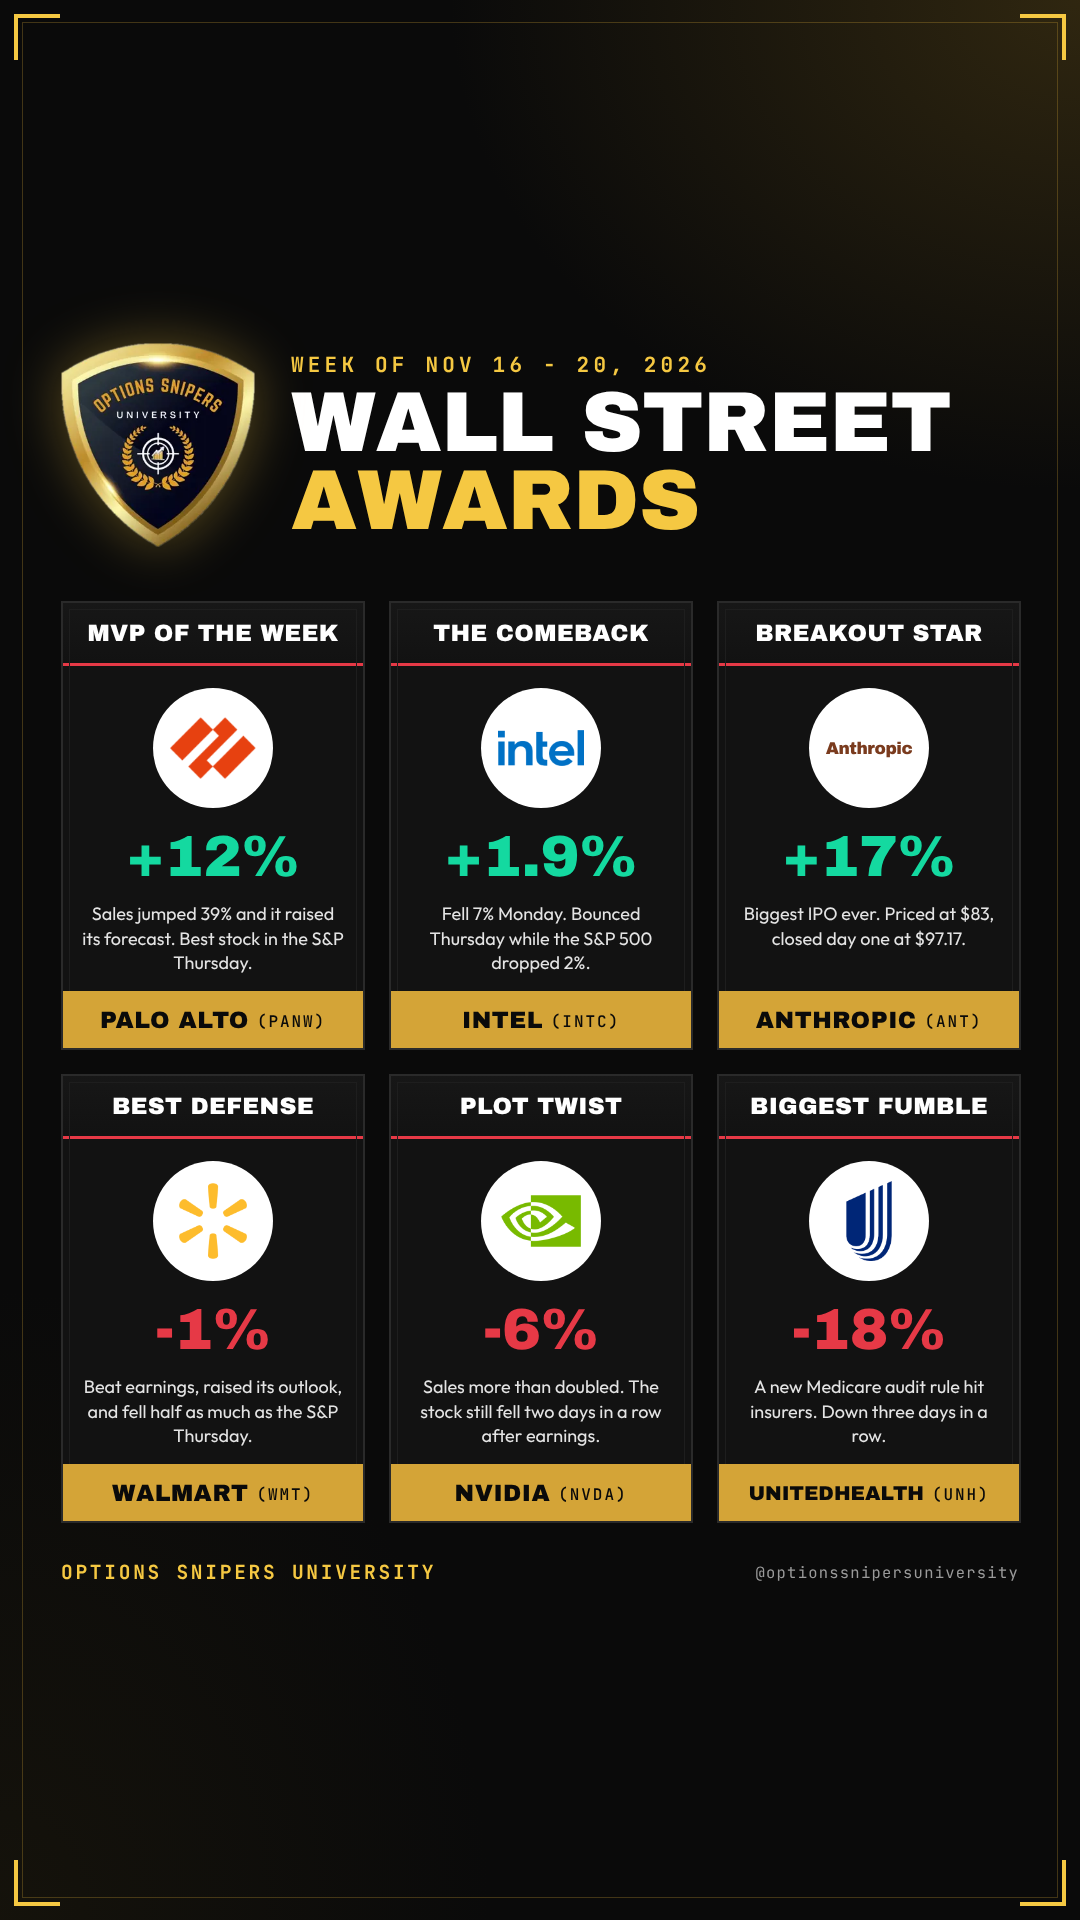 OPTIONS SNIPERS
UNIVERSITY
WEEK OF NOV 16 - 20, 2026
WALL STREET
AWARDS
MVP OF THE WEEK
+12%
Sales jumped 39% and it raised
its forecast. Best stock in the S&P
Thursday.
PALO ALTO (PANW)
THE COMEBACK
intel
+1.9%
Fell 7% Monday. Bounced
Thursday while the S&P 500
dropped 2%.
INTEL (INTC)
BREAKOUT STAR
Anthropic
+17%
Biggest IPO ever. Priced at $83,
closed day one at $97.17.
ANTHROPIC (ANT)
BEST DEFENSE
-1%
Beat earnings, raised its outlook,
and fell half as much as the S&P
Thursday.
WALMART (WMT)
PLOT TWIST
-6%
Sales more than doubled. The
stock still fell two days in a row
after earnings.
NVIDIA (NVDA)
BIGGEST FUMBLE
-18%
A new Medicare audit rule hit
insurers. Down three days in a
row.
UNITEDHEALTH (UNH)
OPTIONS SNIPERS UNIVERSITY
@optionssnipersuniversity